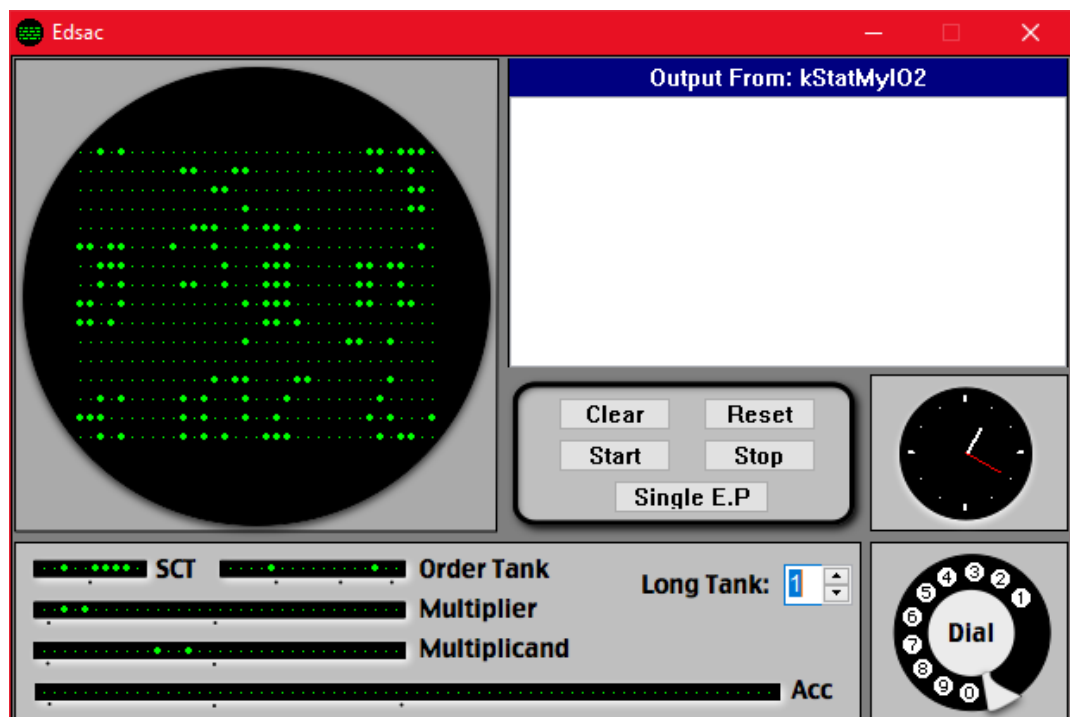 Edsac
Output From: kStatMyIO2
Clear
Reset
Start
Stop
Single E.P
SCT
Order Tank
Long Tank: 1
Multiplier
Multiplicand
Acc
1
2
3
4
5
6
7
8
9
0
Dial